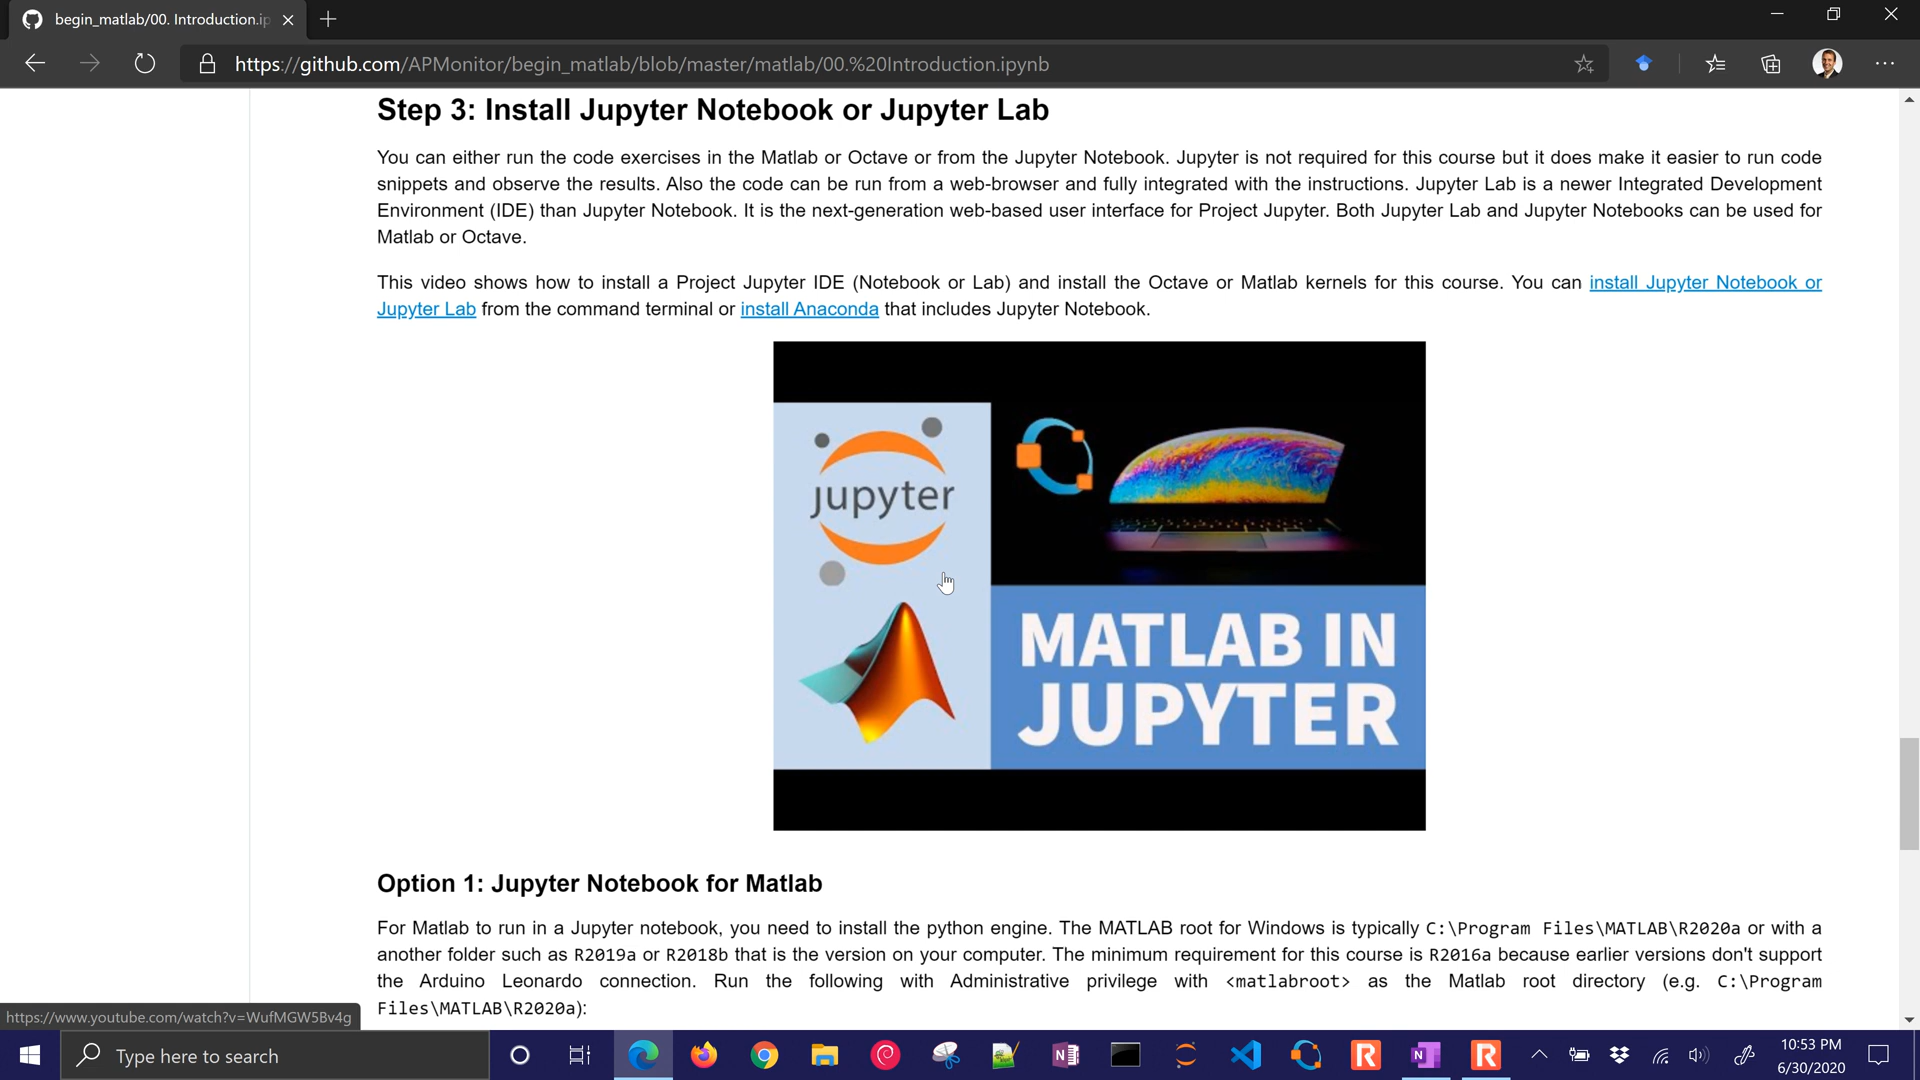 begin_matlab/00. Introduction.ip
https://github.com/APMonitor/begin_matlab/blob/master/matlab/00.%20Introduction.ipynb
Step 3: Install Jupyter Notebook or Jupyter Lab
You can either run the code exercises in the Matlab or Octave or from the Jupyter Notebook. Jupyter is not required for this course but it does make it easier to run code
snippets and observe the results. Also the code can be run from a web-browser and fully integrated with the instructions. Jupyter Lab is a newer Integrated Development
Environment (IDE) than Jupyter Notebook. It is the next-generation web-based user interface for Project Jupyter. Both Jupyter Lab and Jupyter Notebooks can be used for
Matlab or Octave.
This video shows how to install a Project Jupyter IDE (Notebook or Lab) and install the Octave or Matlab kernels for this course. You can install Jupyter Notebook or
Jupyter Lab from the command terminal or install Anaconda that includes Jupyter Notebook.
jupyter
MATLAB IN
JUPYTER
Option 1: Jupyter Notebook for Matlab
For Matlab to run in a Jupyter notebook, you need to install the python engine. The MATLAB root for Windows is typically C:\Program Files\MATLAB\R2020a or with a
another folder such as R2019a or R2018b that is the version on your computer. The minimum requirement for this course is R2016a because earlier versions don't support
the Arduino Leonardo connection. Run the following with Administrative privilege with <matlabroot> as the Matlab root directory (e.g. C:\Program
Files\MATLAB\R2020a):
https://www.youtube.com/watch?v=WufMGW5Bv4g
Type here to search
10:53 PM
6/30/2020